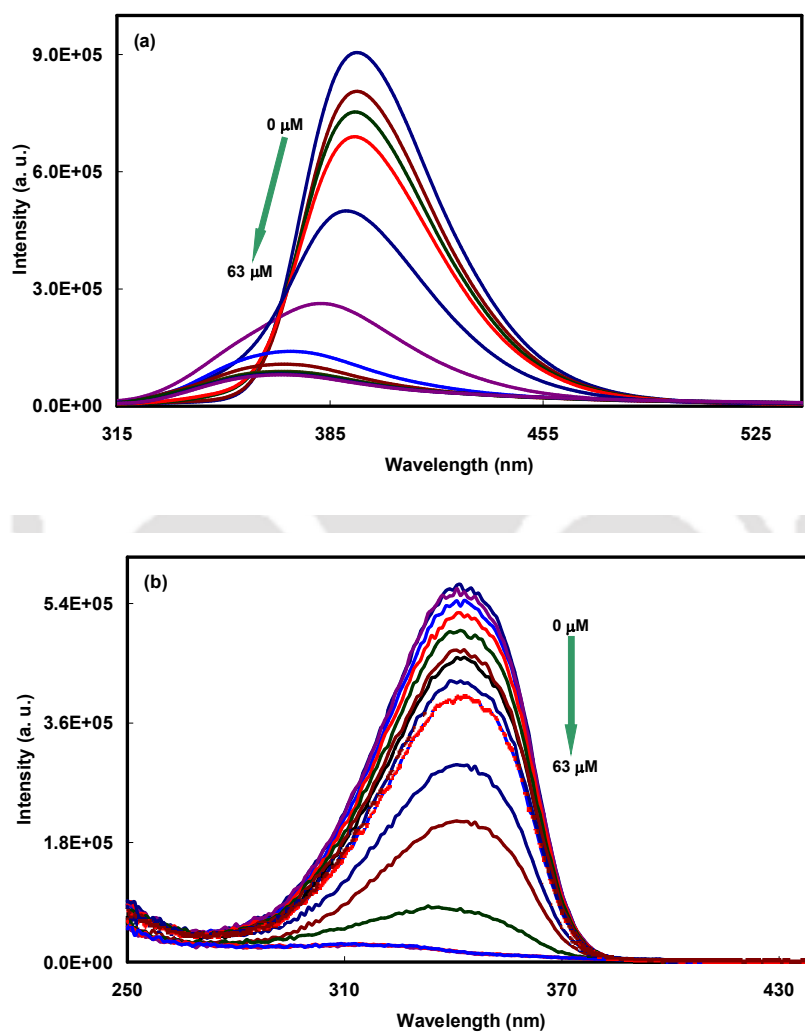 (a)
9.0E+05
0 µM
6.0E+05
Intensity (a. u.)
63 µM
3.0E+05
0.0E+00
315 385 455 525
Wavelength (nm)
(b)
5.4E+05
0 µM
3.6E+05
Intensity (a. u.)
63 µM
1.8E+05
0.0E+00
250 310 370 430
Wavelength (nm)